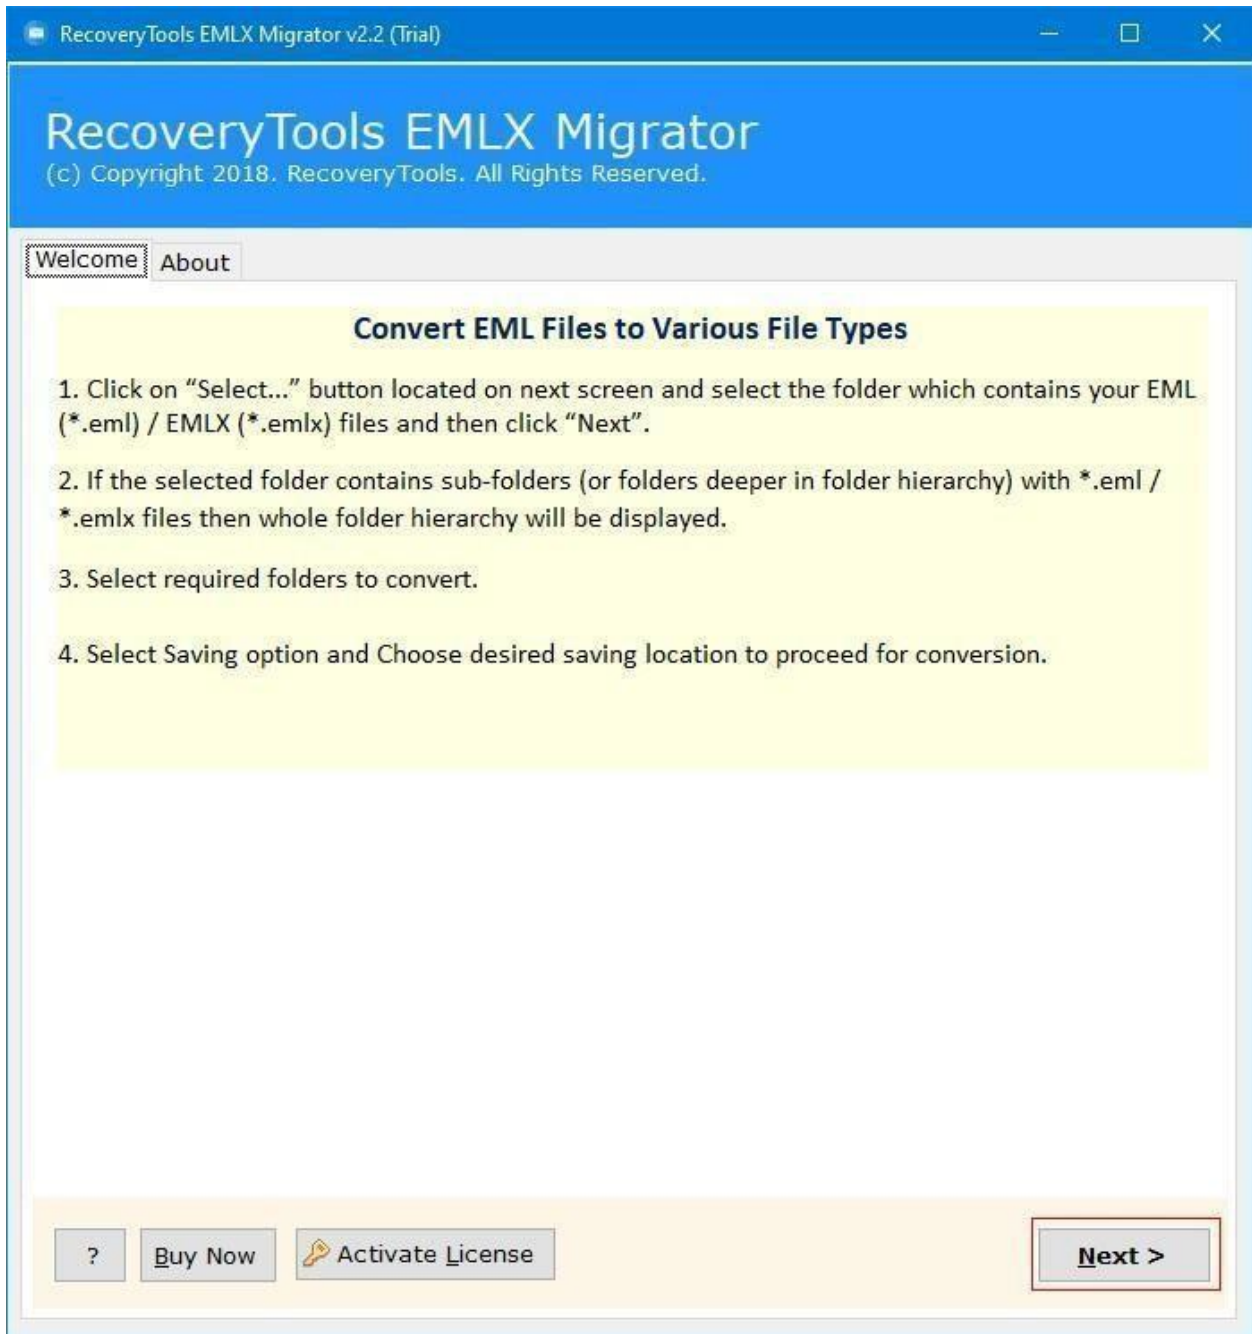 RecoveryTools EMLX Migrator v2.2 (Trial)
RecoveryTools EMLX Migrator
(c) Copyright 2018. RecoveryTools. All Rights Reserved.
Welcome About
Convert EML Files to Various File Types
1. Click on “Select...” button located on next screen and select the folder which contains your EML
(*.eml) / EMLX (*.emlx) files and then click “Next”.
2. If the selected folder contains sub-folders (or folders deeper in folder hierarchy) with *.eml /
*.emlx files then whole folder hierarchy will be displayed.
3. Select required folders to convert.
4. Select Saving option and Choose desired saving location to proceed for conversion.
? Buy Now Activate License Next >